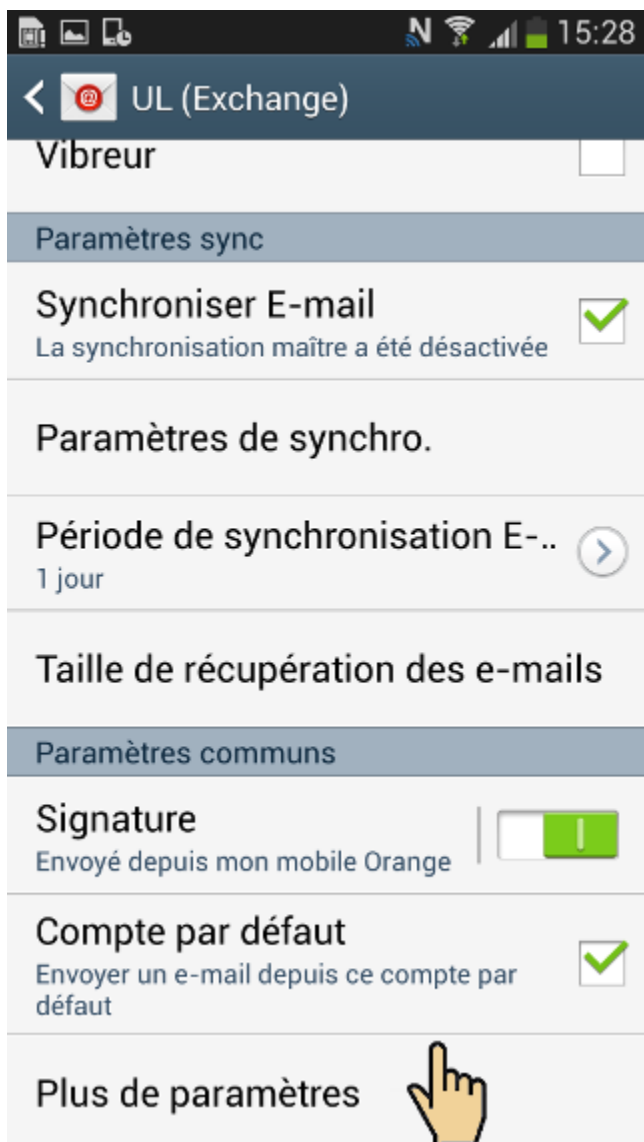 15:28
UL (Exchange)
Vibreur
Paramètres sync
Synchroniser E-mail
La synchronisation maître a été désactivée
Paramètres de synchro.
Période de synchronisation E-..
1 jour
Taille de récupération des e-mails
Paramètres communs
Signature
Envoyé depuis mon mobile Orange
Compte par défaut
Envoyer un e-mail depuis ce compte par
défaut
Plus de paramètres